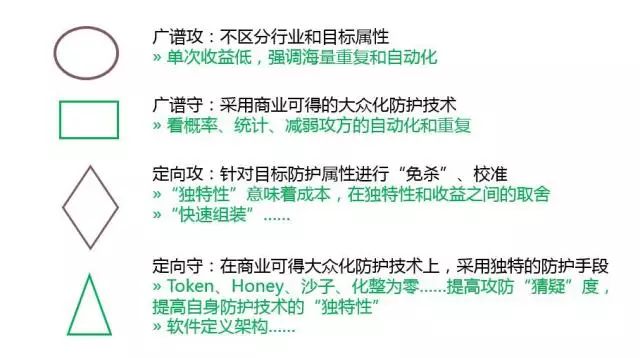 广谱攻：不区分行业和目标属性
» 单次收益低，强调海量重复和自动化
广谱守：采用商业可得的大众化防护技术
» 看概率、统计、减弱攻方的自动化和重复
定向攻：针对目标防护属性进行“免杀”、校准
» “独特性”意味着成本，在独特性和收益之间的取舍
» “快速组装”……
定向守：在商业可得大众化防护技术上，采用独特的防护手段
» Token、Honey、沙子、化整为零……提高攻防“猜疑”度，
提高自身防护技术的“独特性”
» 软件定义架构……